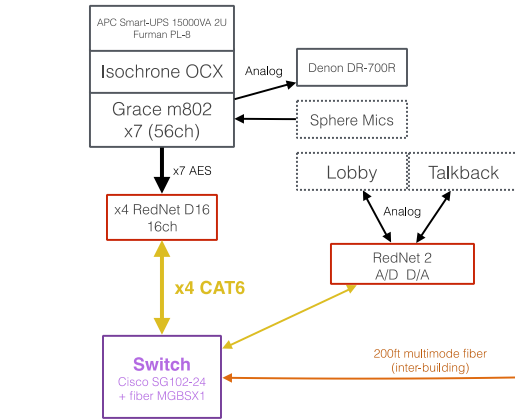 APC Smart-UPS 15000VA 2U
Furman PL-8
Isochrone OCX
Analog
Denon DR-700R
Grace m802
x7 (56ch)
Sphere Mics
x7 AES
Lobby
Talkback
Analog
x4 RedNet D16
16ch
RedNet 2
A/D D/A
x4 CAT6
Switch
Cisco SG102-24
+ fiber MGBSX1
200ft multimode fiber
(inter-building)